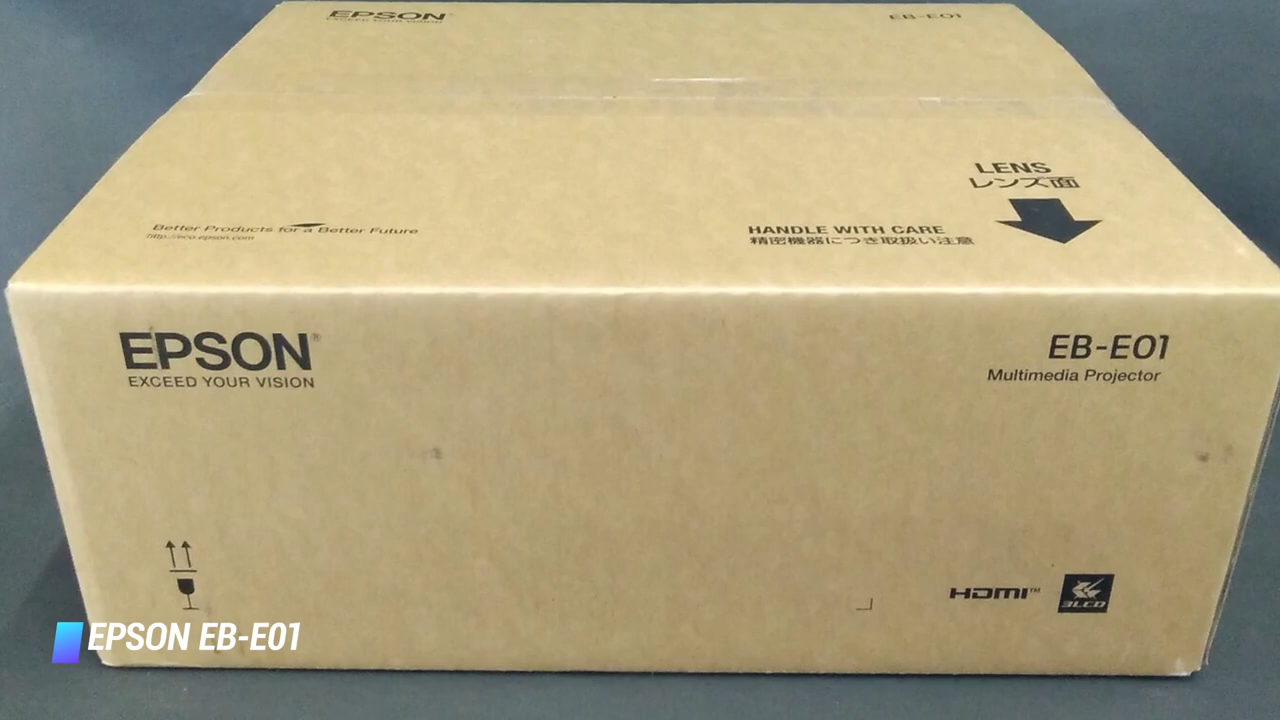 EPSON
EXCEED YOUR VISION
EB-E01
LENS
レンズ面
Better Products for a Better Future
http://eco.epson.com
HANDLE WITH CARE
精密機器につき取扱い注意
EPSON®
EXCEED YOUR VISION
EB-E01
Multimedia Projector
HDMI™
3LCD
EPSON EB-E01